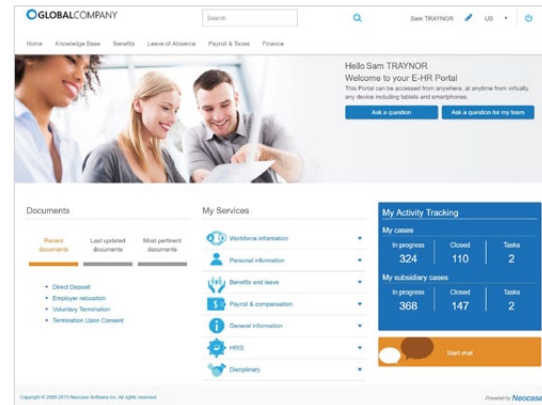 GLOBALCOMPANY
Search
Sam TRAYNOR
US
Home Knowledge Base Benefits Leave of Absence Payroll & Taxes Finance
Hello Sam TRAYNOR
Welcome to your E-HR Portal
This Portal can be accessed from anywhere, at anytime from virtually
any device including tablets and smartphones.
Ask a question
Ask a question for my team
Documents
Recent
documents
Last updated
documents
Most pertinent
documents
Direct Deposit
Employer relocation
Voluntary Termination
Termination Upon Consent
My Services
Workforce information
Personal information
Benefits and leave
Payroll & compensation
General information
HRIS
Disciplinary
My Activity Tracking
My cases
In progress Closed Tasks
324 110 2
My subsidiary cases
In progress Closed Tasks
368 147 2
Start chat
Copyright © 2000-2013 Neocase Software Inc. All rights reserved.
Powered by Neocase